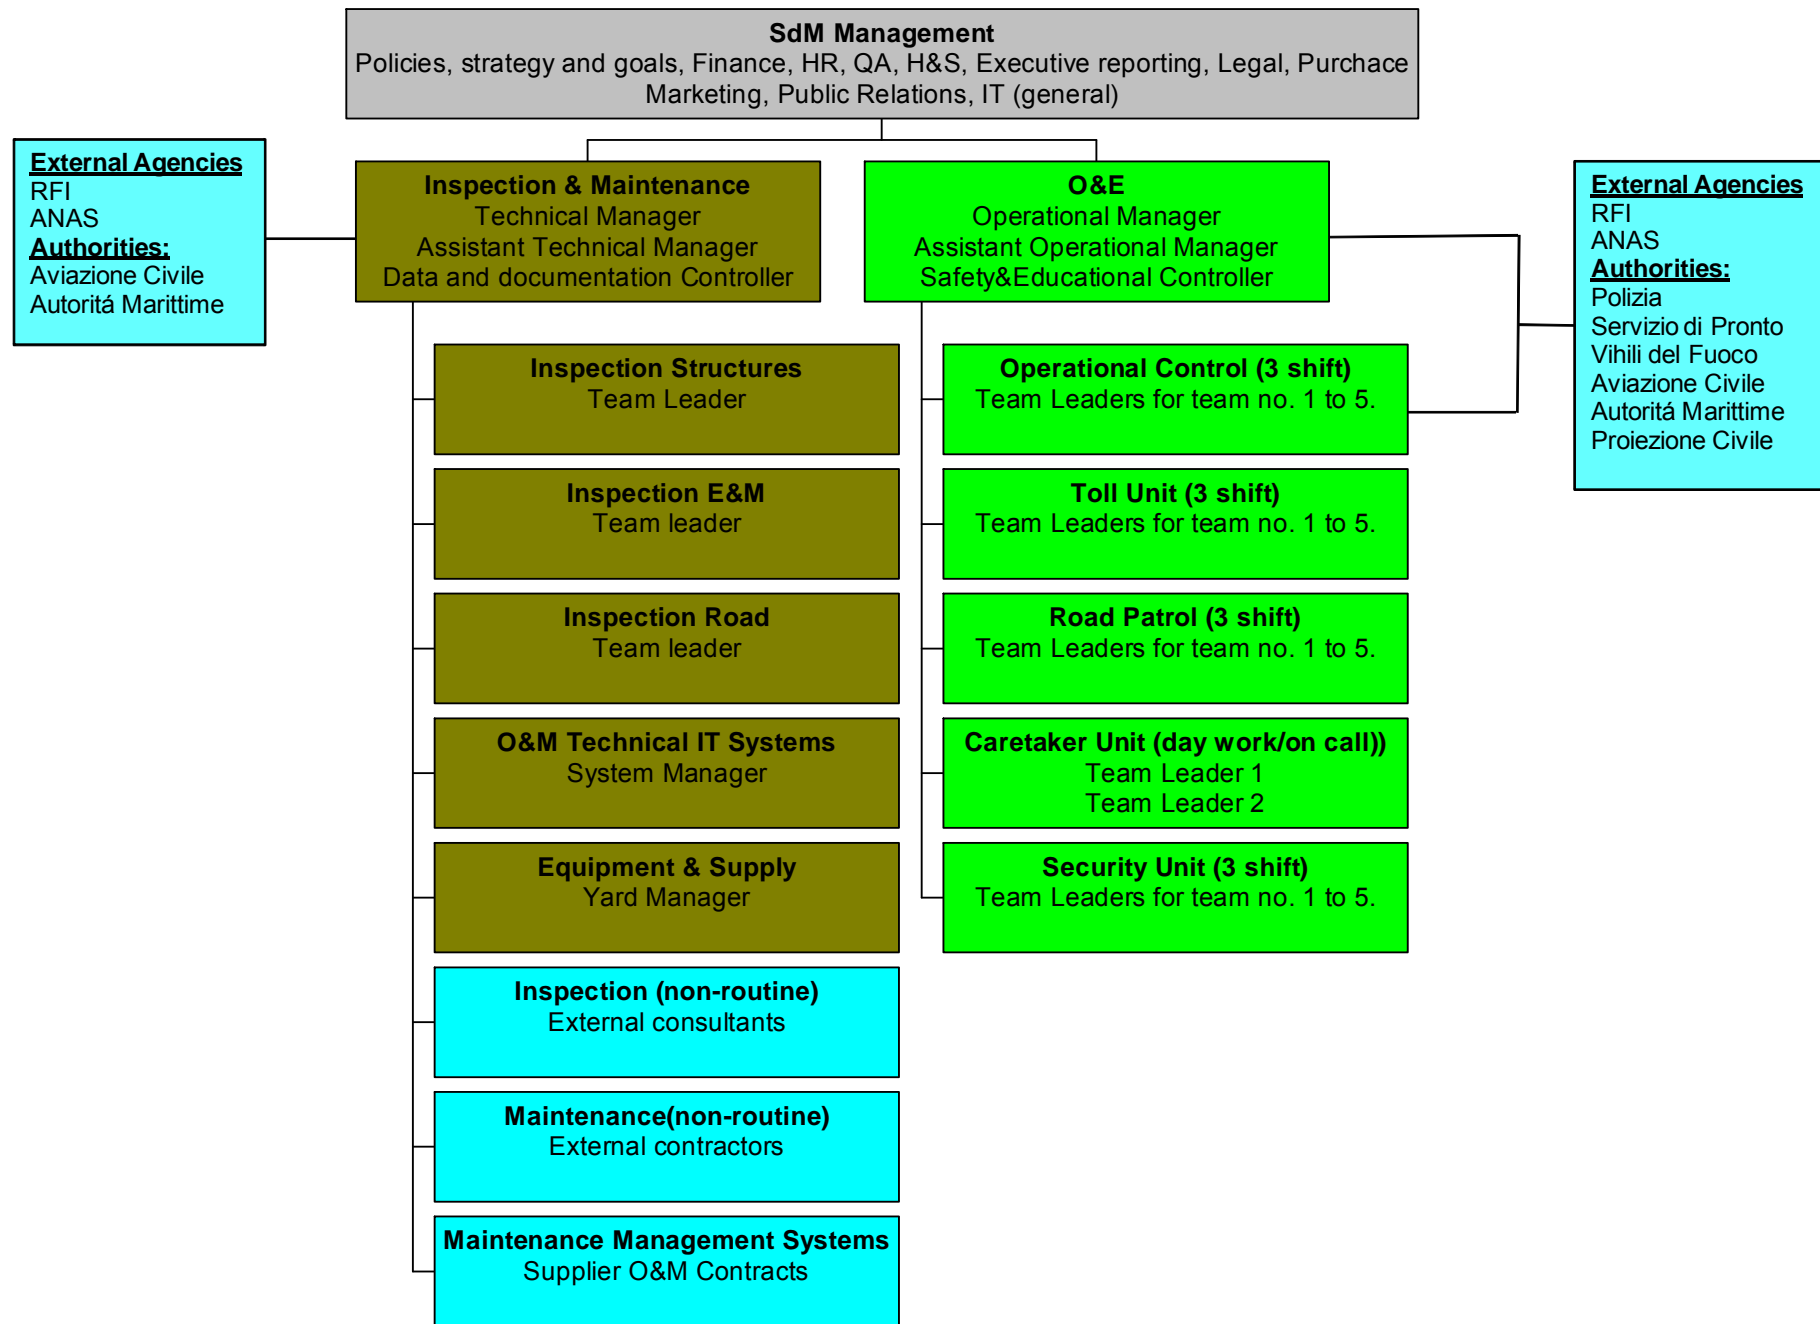 SdM Management
Policies, strategy and goals, Finance, HR, QA, H&S, Executive reporting, Legal, Purchace
Marketing, Public Relations, IT (general)
External Agencies
RFI
ANAS
Authorities:
Aviazione Civile
Autoritá Marittime
Inspection & Maintenance
Technical Manager
Assistant Technical Manager
Data and documentation Controller
O&E
Operational Manager
Assistant Operational Manager
Safety&Educational Controller
External Agencies
RFI
ANAS
Authorities:
Polizia
Servizio di Pronto
Vihili del Fuoco
Aviazione Civile
Autoritá Marittime
Proiezione Civile
Inspection Structures
Team Leader
Inspection E&M
Team leader
Inspection Road
Team leader
O&M Technical IT Systems
System Manager
Equipment & Supply
Yard Manager
Inspection (non-routine)
External consultants
Maintenance(non-routine)
External contractors
Maintenance Management Systems
Supplier O&M Contracts
Operational Control (3 shift)
Team Leaders for team no. 1 to 5.
Toll Unit (3 shift)
Team Leaders for team no. 1 to 5.
Road Patrol (3 shift)
Team Leaders for team no. 1 to 5.
Caretaker Unit (day work/on call))
Team Leader 1
Team Leader 2
Security Unit (3 shift)
Team Leaders for team no. 1 to 5.